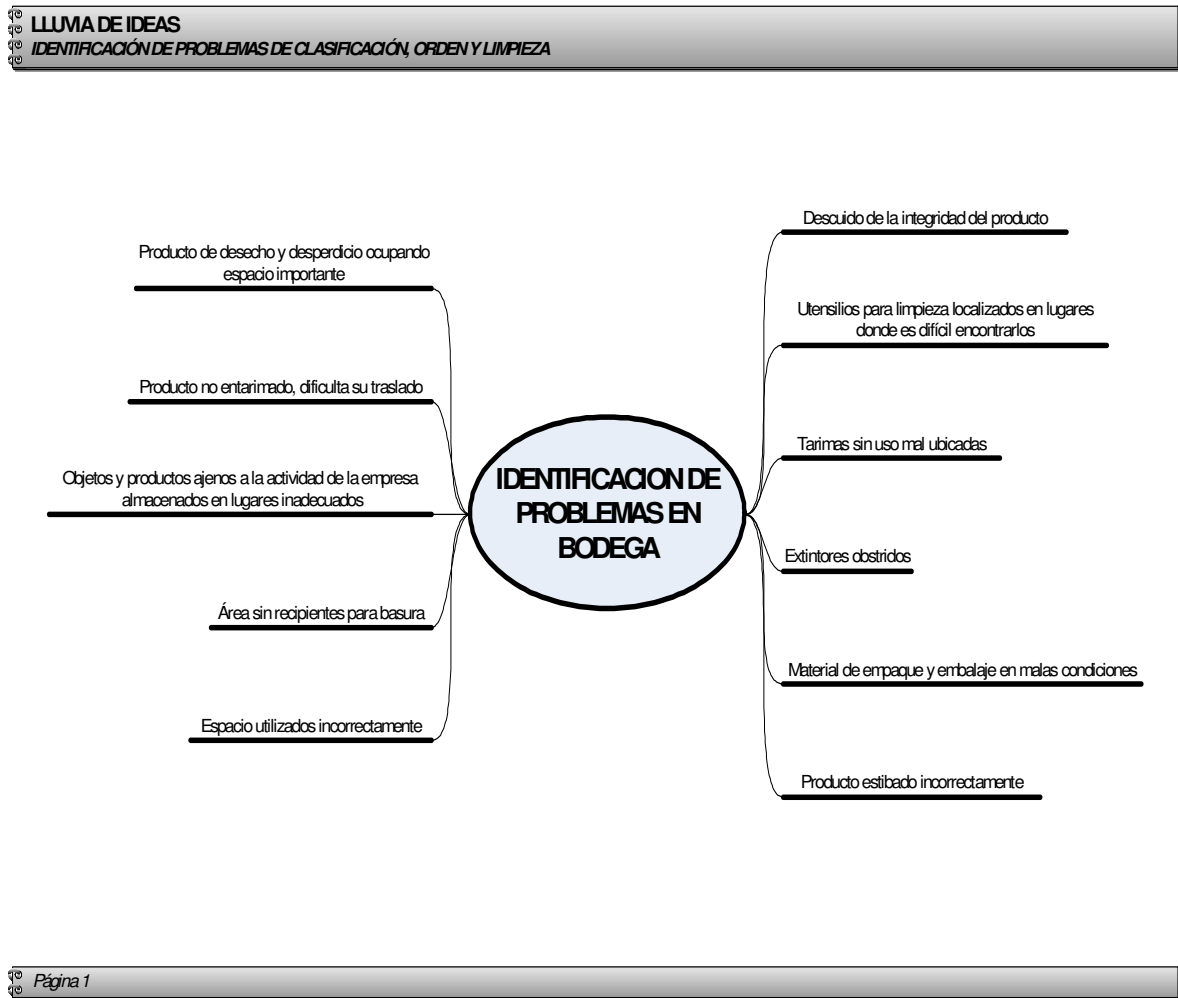 LLUVIA DE IDEAS
IDENTIFICACIÓN DE PROBLEMAS DE CLASIFICACIÓN, ORDEN Y LIMPIEZA
Producto de desecho y desperdicio ocupando
espacio importante
Producto no entarimado, dificulta su traslado
Objetos y productos ajenos a la actividad de la empresa
almacenados en lugares inadecuados
Área sin recipientes para basura
Espacio utilizados incorrectamente
IDENTIFICACION DE
PROBLEMAS EN
BODEGA
Descuido de la integridad del producto
Utensilios para limpieza localizados en lugares
donde es difícil encontrarlos
Tarimas sin uso mal ubicadas
Extintores obstridos
Material de empaque y embalaje en malas condiciones
Producto estibado incorrectamente
Página 1